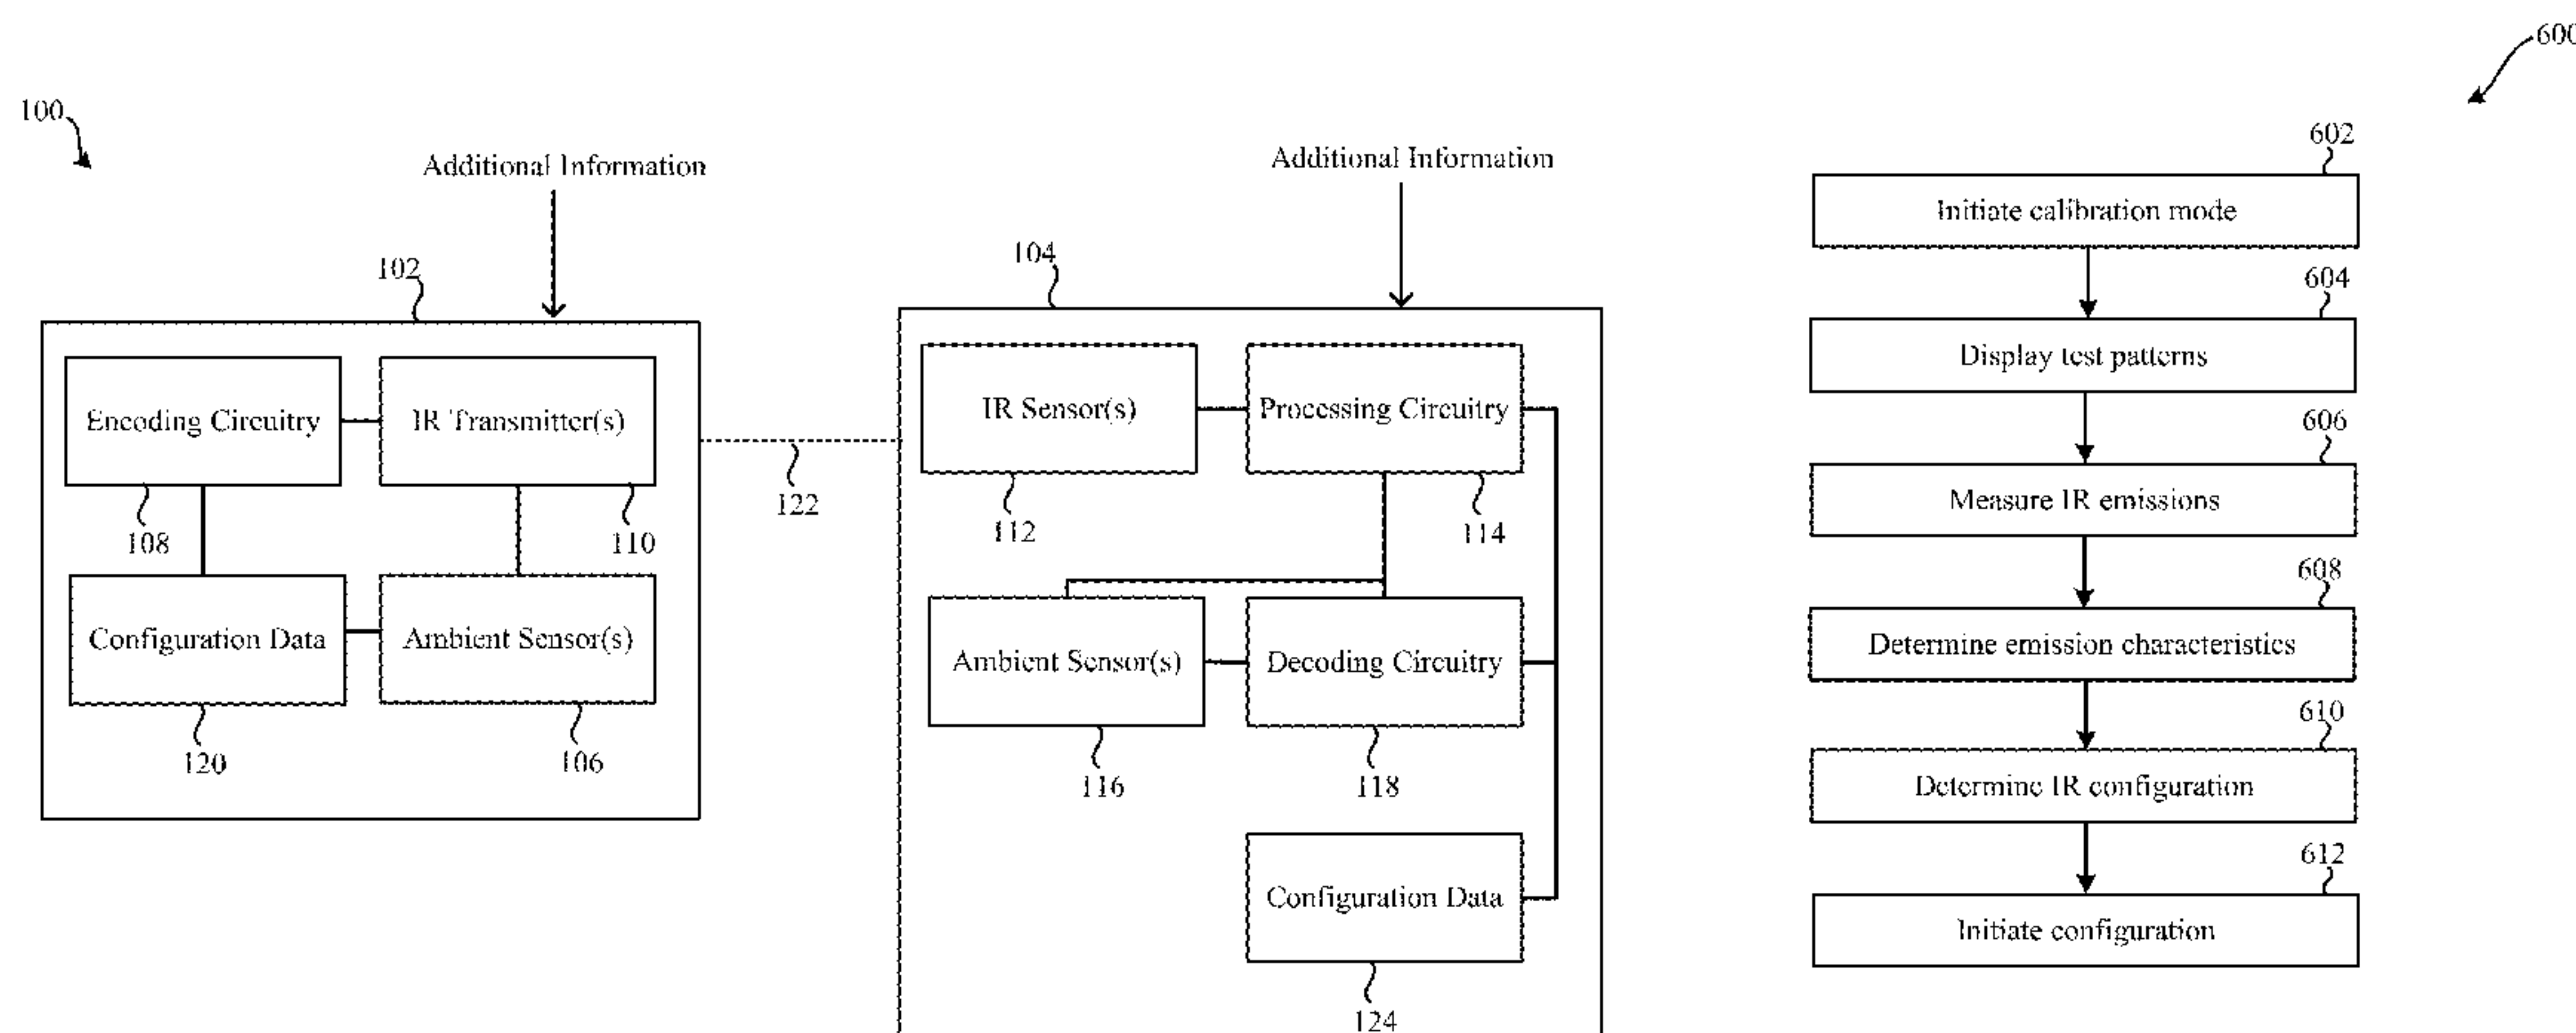 100
Additional Information
102
Encoding Circuitry
IR Transmitter(s)
108
110
Configuration Data
Ambient Sensor(s)
120
106
122
Additional Information
104
IR Sensor(s)
Processing Circuitry
112
114
Ambient Sensor(s)
Decoding Circuitry
116
118
Configuration Data
124
600
602
Initiate calibration mode
604
Display test patterns
606
Measure IR emissions
608
Determine emission characteristics
610
Determine IR configuration
612
Initiate configuration